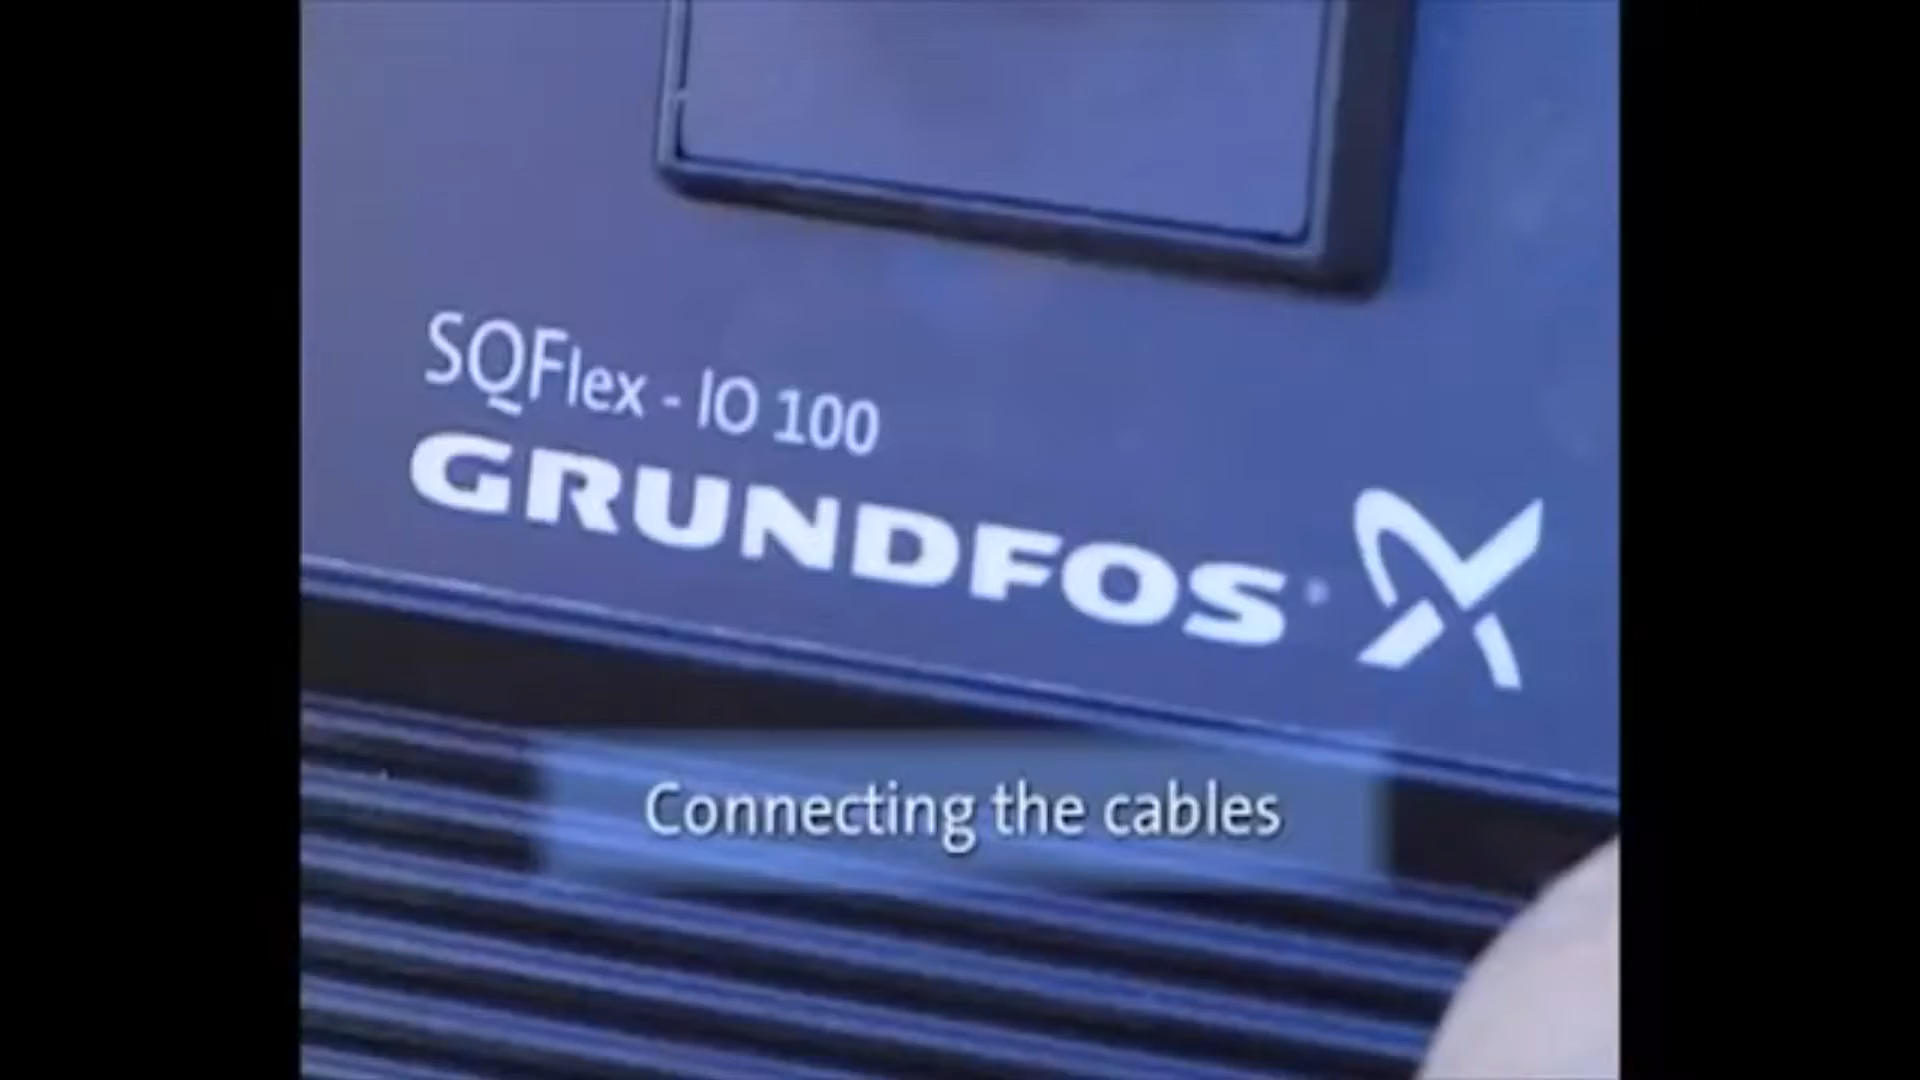 SQFlex - IO 100
GRUNDFOS
Connecting the cables